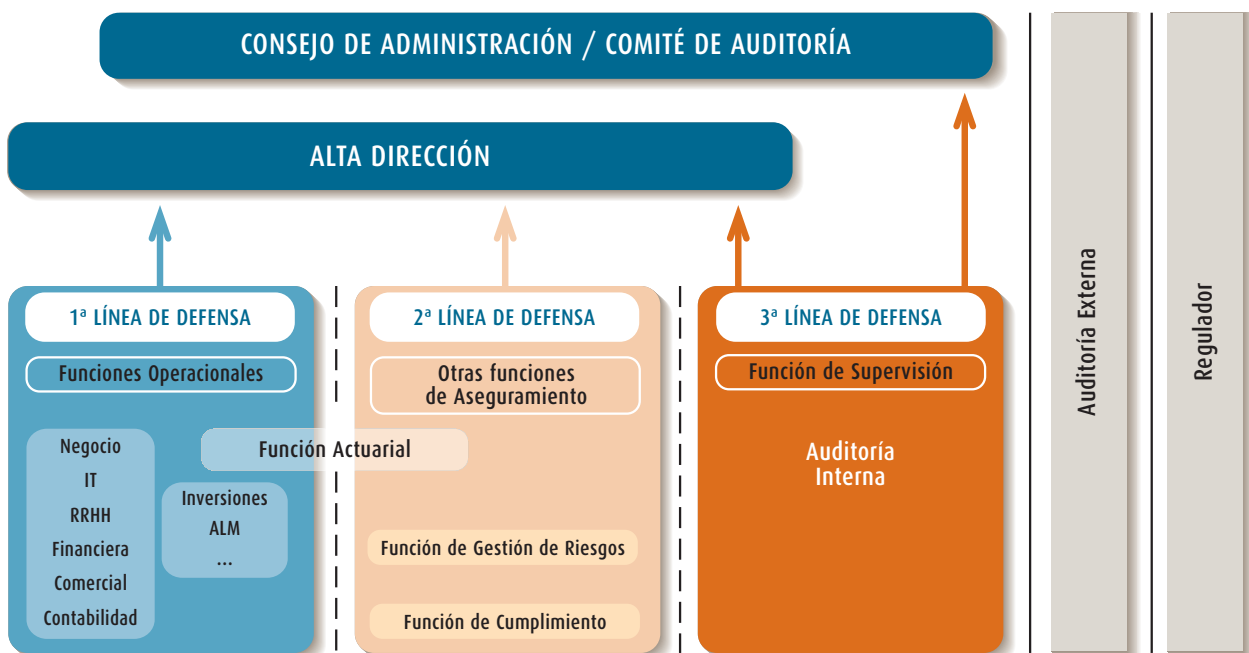 CONSEJO DE ADMINISTRACIÓN / COMITÉ DE AUDITORÍA
ALTA DIRECCIÓN
1ª LÍNEA DE DEFENSA
Funciones Operacionales
Negocio
IT
RRHH
Financiera
Comercial
Contabilidad
Inversiones
ALM
...
Función Actuarial
2ª LÍNEA DE DEFENSA
Otras funciones
de Aseguramiento
Función de Gestión de Riesgos
Función de Cumplimiento
3ª LÍNEA DE DEFENSA
Función de Supervisión
Auditoría
Interna
Auditoría Externa
Regulador